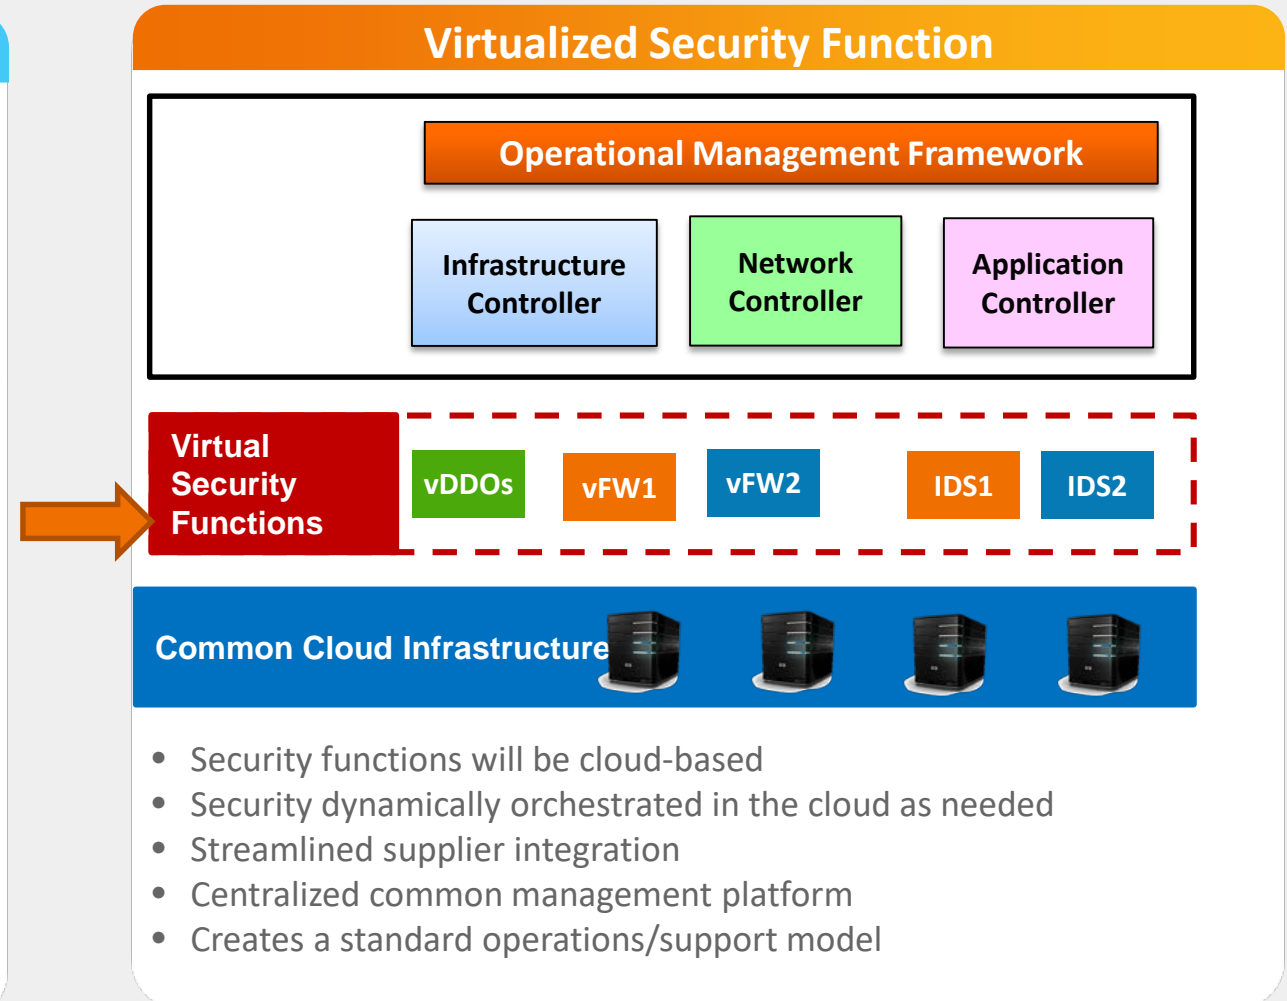 Virtualized Security Function
Operational Management Framework
Infrastructure
Controller
Network
Controller
Application
Controller
Virtual
Security
Functions
vDDOs
vFW1
vFW2
IDS1
IDS2
Common Cloud Infrastructure
• Security functions will be cloud-based
• Security dynamically orchestrated in the cloud as needed
• Streamlined supplier integration
• Centralized common management platform
• Creates a standard operations/support model